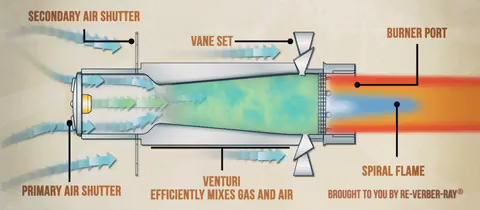 SECONDARY AIR SHUTTER
VANE SET
BURNER PORT
PRIMARY AIR SHUTTER
VENTURI
EFFICIENTLY MIXES GAS AND AIR
SPIRAL FLAME
BROUGHT TO YOU BY RE-VERBER-RAY®